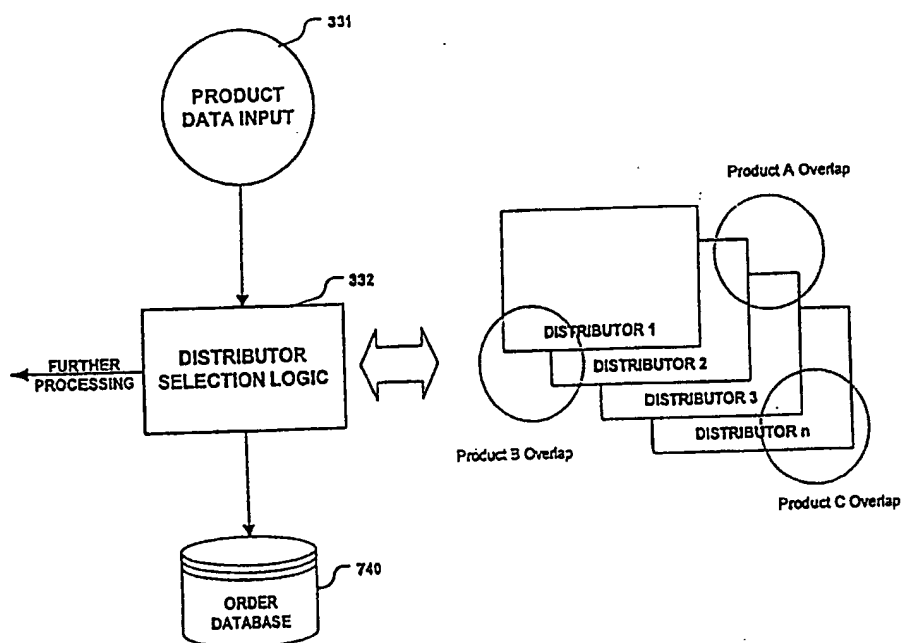 331
PRODUCT
DATA INPUT
Product A Overlap
332
DISTRIBUTOR
SELECTION LOGIC
FURTHER
PROCESSING
DISTRIBUTOR 1
DISTRIBUTOR 2
DISTRIBUTOR 3
DISTRIBUTOR n
Product B Overlap
Product C Overlap
740
ORDER
DATABASE